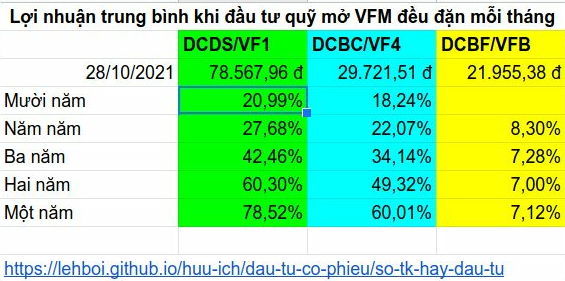 Lợi nhuận trung bình khi đầu tư quỹ mở VFM đều đặn mỗi tháng
DCDS/VF1 DCBC/VF4 DCBF/VFB
28/10/2021 78.567,96 đ 29.721,51 đ 21.955,38 đ
Mười năm 20,99% 18,24%
Năm năm 27,68% 22,07% 8,30%
Ba năm 42,46% 34,14% 7,28%
Hai năm 60,30% 49,32% 7,00%
Một năm 78,52% 60,01% 7,12%
https://lehboi.github.io/huu-ich/dau-tu-co-phieu/so-tk-hay-dau-tu